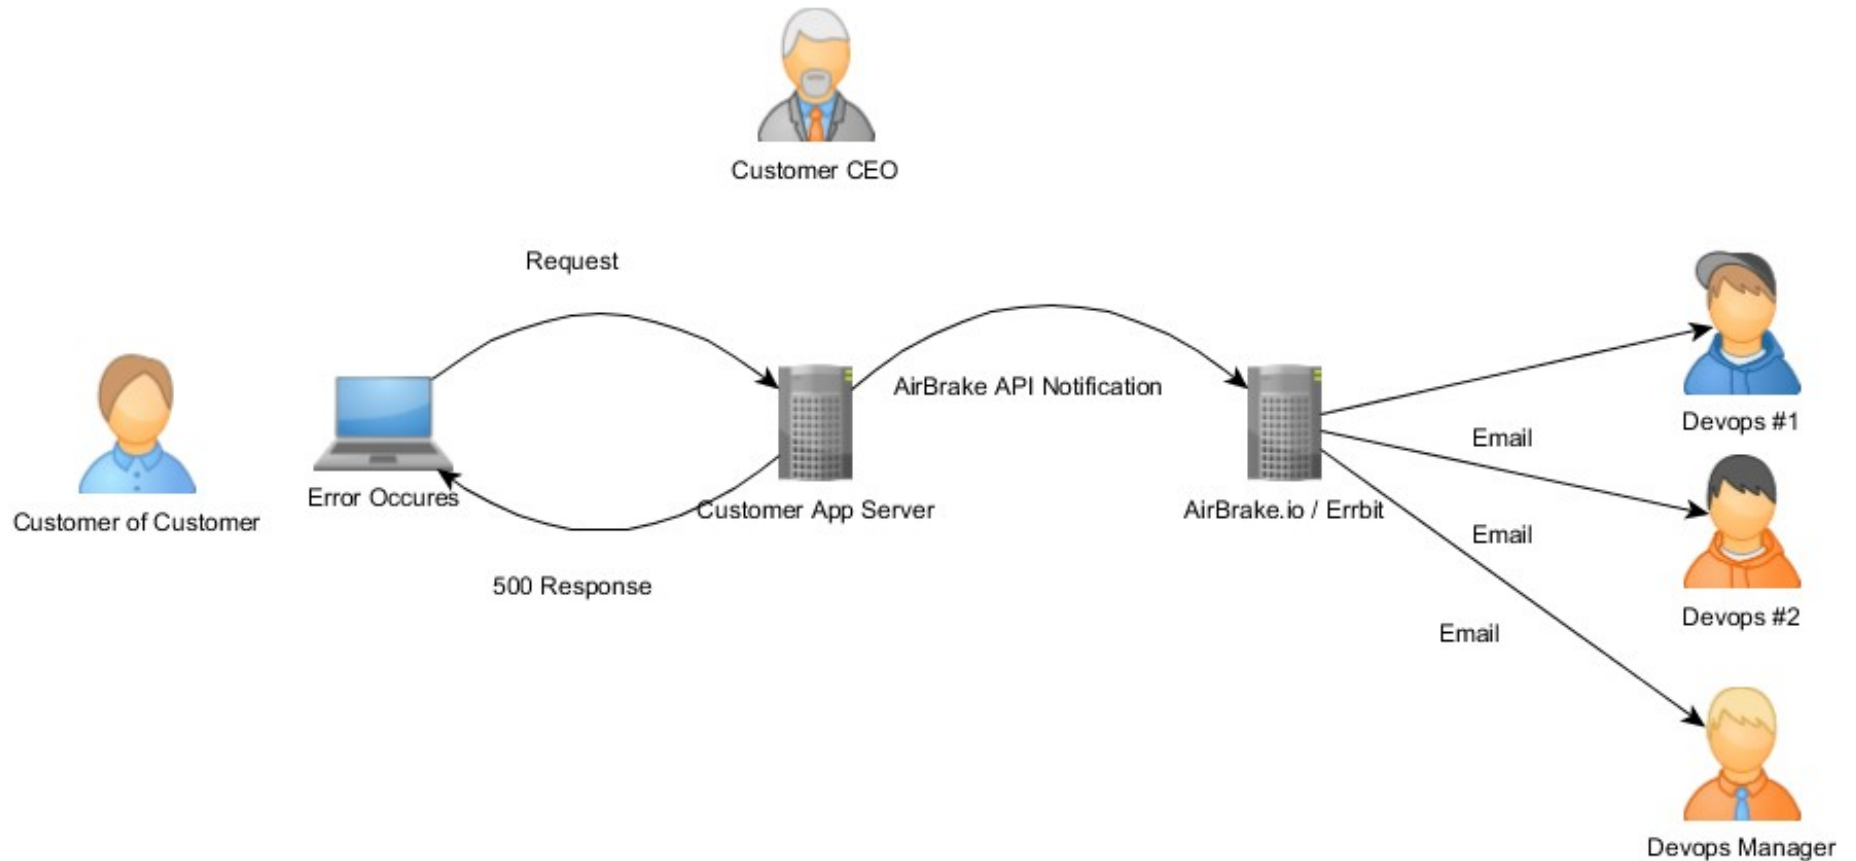 Customer CEO
Request
AirBrake API Notification
Devops #1
Email
Error Occures
Customer App Server
AirBrake.io / Errbit
Customer of Customer
Email
500 Response
Devops #2
Email
Devops Manager